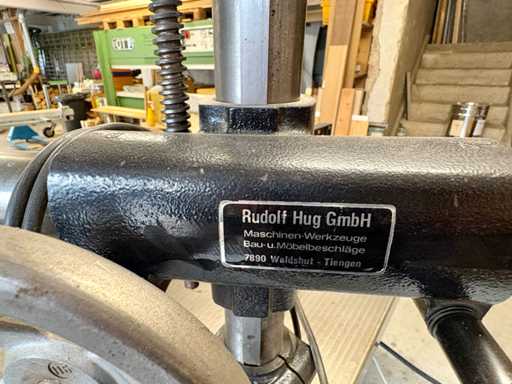 Rudolf Hug GmbH
Maschinen-Werkzeuge
Bau-u.Möbelbeschläge
7890 Waldshut - Tiengen